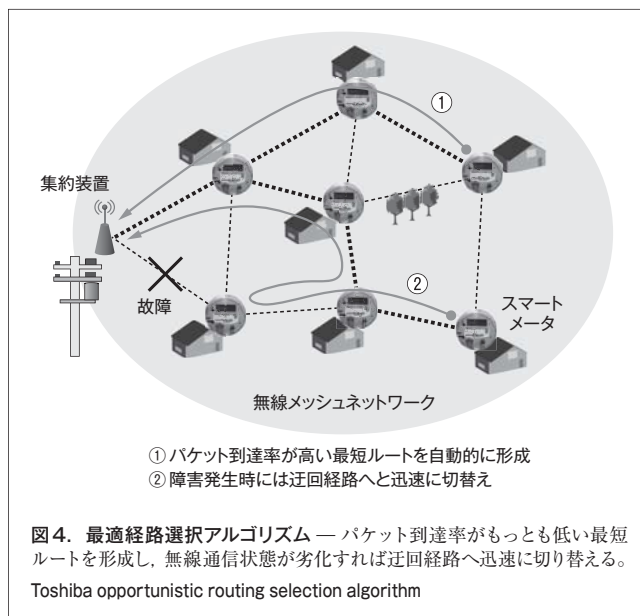 ①
集約装置
故障
②
スマート
メータ
無線メッシュネットワーク
① パケット到達率が高い最短ルートを自動的に形成
② 障害発生時には迂回経路へと迅速に切替え
図4. 最適経路選択アルゴリズム — パケット到達率がもっとも低い最短
ルートを形成し，無線通信状態が劣化すれば迂回経路へ迅速に切り替える。
Toshiba opportunistic routing selection algorithm